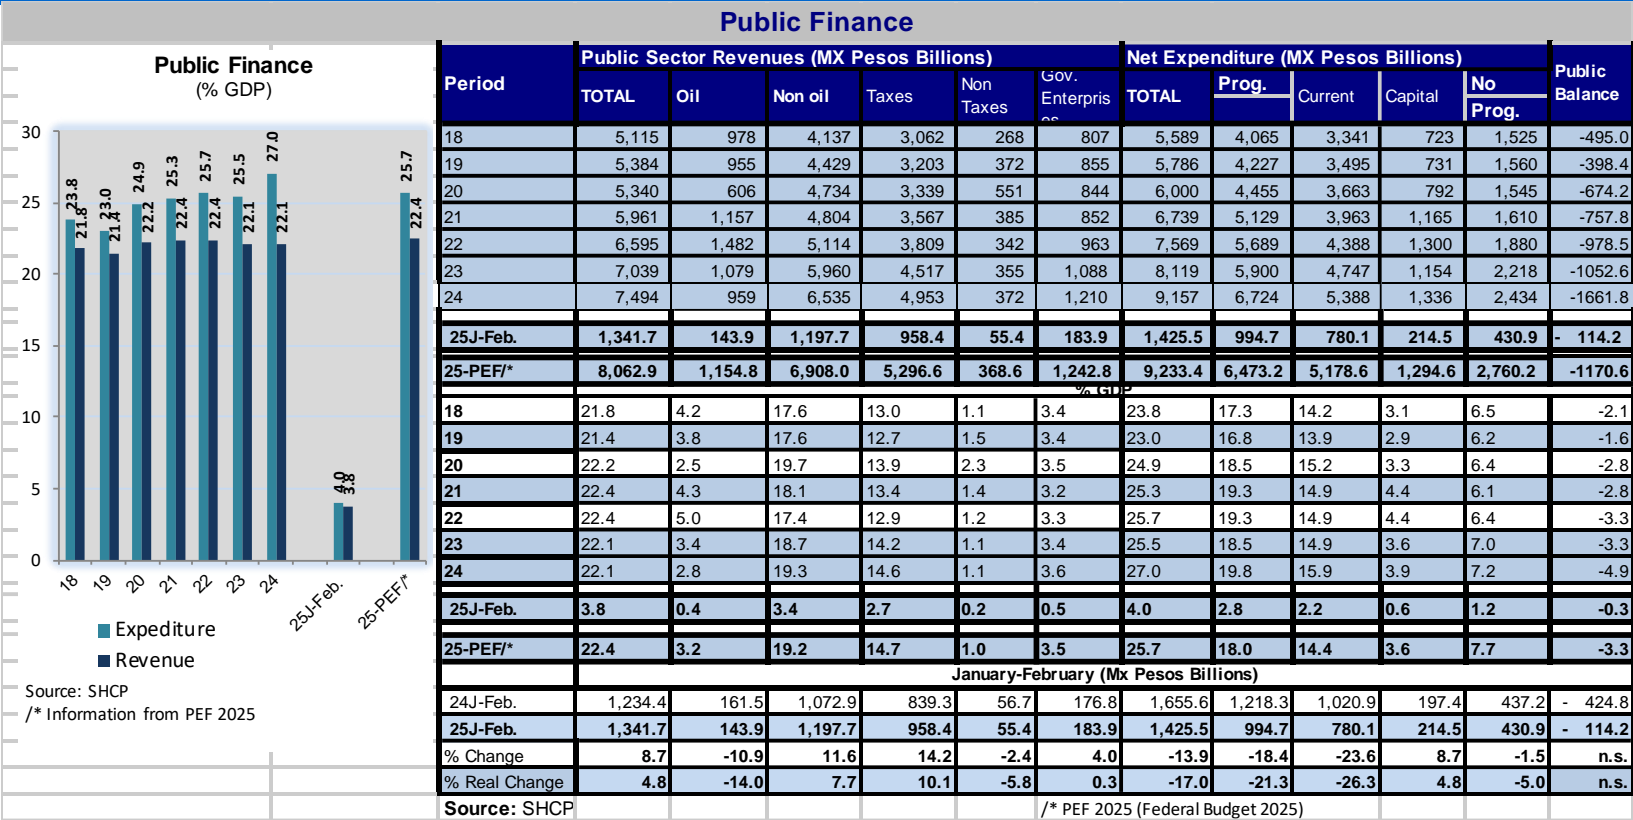 Public Finance
Public Finance
(% GDP)
30
25
20
15
10
5
0
23.8
21.8
23.0
21.4
24.9
22.2
25.3
22.4
25.7
22.4
25.5
22.1
27.0
22.1
4.0
3.8
25.7
22.4
18 19 20 21 22 23 24 25J-Feb. 25-PEF/*
Expediture
Revenue
Source: SHCP
/* Information from PEF 2025
Period Public Sector Revenues (MX Pesos Billions) Net Expenditure (MX Pesos Billions) Public Balance
TOTAL Oil Non oil Taxes Non Taxes Gov. Enterprises TOTAL Prog. Current Capital No Prog.
18 5,115 978 4,137 3,062 268 807 5,589 4,065 3,341 723 1,525 -495.0
19 5,384 955 4,429 3,203 372 855 5,786 4,227 3,495 731 1,560 -398.4
20 5,340 606 4,734 3,339 551 844 6,000 4,455 3,663 792 1,545 -674.2
21 5,961 1,157 4,804 3,567 385 852 6,739 5,129 3,963 1,165 1,610 -757.8
22 6,595 1,482 5,114 3,809 342 963 7,569 5,689 4,388 1,300 1,880 -978.5
23 7,039 1,079 5,960 4,517 355 1,088 8,119 5,900 4,747 1,154 2,218 -1052.6
24 7,494 959 6,535 4,953 372 1,210 9,157 6,724 5,388 1,336 2,434 -1661.8
25J-Feb. 1,341.7 143.9 1,197.7 958.4 55.4 183.9 1,425.5 994.7 780.1 214.5 430.9 - 114.2
25-PEF/* 8,062.9 1,154.8 6,908.0 5,296.6 368.6 1,242.8 9,233.4 6,473.2 5,178.6 1,294.6 2,760.2 -1170.6
% GDP
18 21.8 4.2 17.6 13.0 1.1 3.4 23.8 17.3 14.2 3.1 6.5 -2.1
19 21.4 3.8 17.6 12.7 1.5 3.4 23.0 16.8 13.9 2.9 6.2 -1.6
20 22.2 2.5 19.7 13.9 2.3 3.5 24.9 18.5 15.2 3.3 6.4 -2.8
21 22.4 4.3 18.1 13.4 1.4 3.2 25.3 19.3 14.9 4.4 6.1 -2.8
22 22.4 5.0 17.4 12.9 1.2 3.3 25.7 19.3 14.9 4.4 6.4 -3.3
23 22.1 3.4 18.7 14.2 1.1 3.4 25.5 18.5 14.9 3.6 7.0 -3.3
24 22.1 2.8 19.3 14.6 1.1 3.6 27.0 19.8 15.9 3.9 7.2 -4.9
25J-Feb. 3.8 0.4 3.4 2.7 0.2 0.5 4.0 2.8 2.2 0.6 1.2 -0.3
25-PEF/* 22.4 3.2 19.2 14.7 1.0 3.5 25.7 18.0 14.4 3.6 7.7 -3.3
January-February (Mx Pesos Billions)
24J-Feb. 1,234.4 161.5 1,072.9 839.3 56.7 176.8 1,655.6 1,218.3 1,020.9 197.4 437.2 - 424.8
25J-Feb. 1,341.7 143.9 1,197.7 958.4 55.4 183.9 1,425.5 994.7 780.1 214.5 430.9 - 114.2
% Change 8.7 -10.9 11.6 14.2 -2.4 4.0 -13.9 -18.4 -23.6 8.7 -1.5 n.s.
% Real Change 4.8 -14.0 7.7 10.1 -5.8 0.3 -17.0 -21.3 -26.3 4.8 -5.0 n.s.
Source: SHCP /* PEF 2025 (Federal Budget 2025)